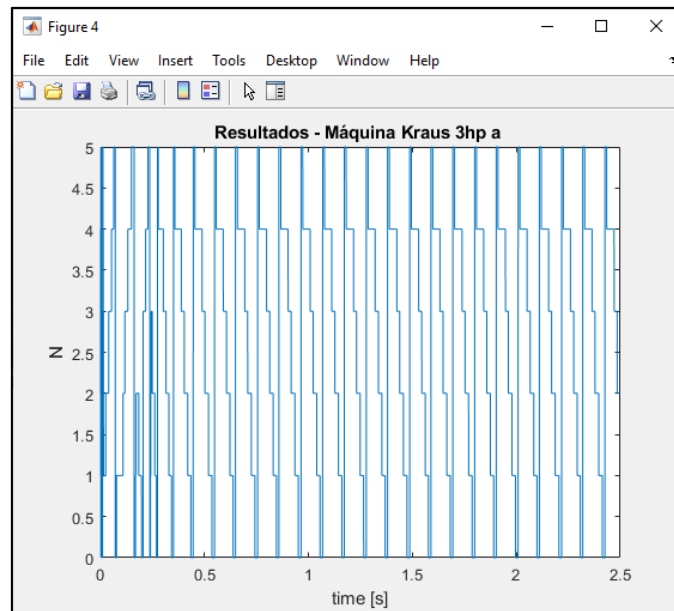 Figure 4
File Edit View Insert Tools Desktop Window Help
Resultados - Máquina Kraus 3hp a
5
4.5
4
3.5
3
2.5
2
1.5
1
0.5
0
N
0 0.5 1 1.5 2 2.5
time [s]